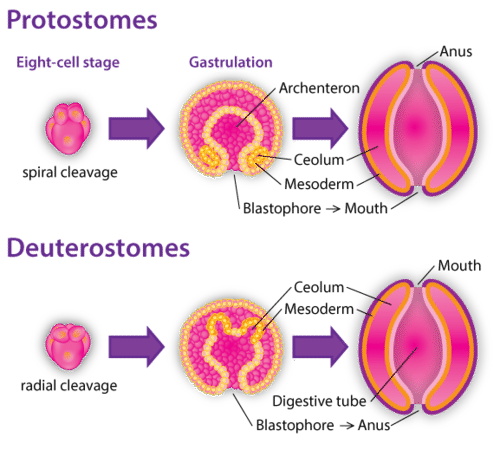 Protostomes
Eight-cell stage
Gastrulation
Anus
Archenteron
spiral cleavage
Ceolum
Mesoderm
Blastophore → Mouth
Deuterostomes
Mouth
Ceolum
Mesoderm
radial cleavage
Digestive tube
Blastophore → Anus